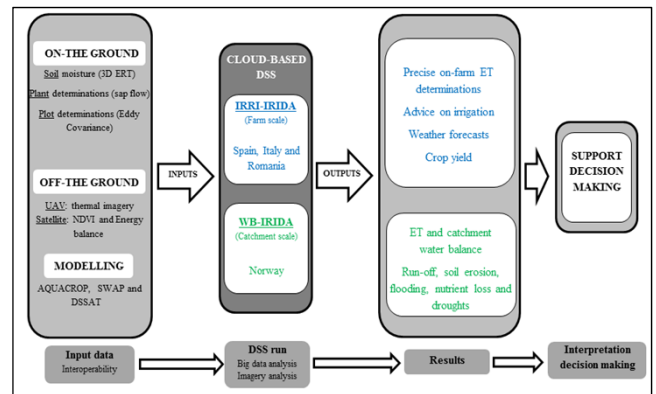 ON-THE GROUND
Soil moisture (3D ERT)
Plant determinations (sap flow)
Plot determinations (Eddy
Covariance)
OFF-THE GROUND
UAV: thermal imagery
Satellite: NDVI and Energy
balance
MODELLING
AQUACROP, SWAP and
DSSAT
INPUTS
CLOUD-BASED
DSS
IRRI-IRIDA
(Farm scale)
Spain, Italy and
Romania
WB-IRIDA
(Catchment scale)
Norway
OUTPUTS
Precise on-farm ET
determinations
Advice on irrigation
Weather forecasts
Crop yield
ET and catchment
water balance
Run-off, soil erosion,
flooding, nutrient loss and
droughts
SUPPORT
DECISION
MAKING
Input data
Interoperability
DSS run
Big data analysis
Imagery analysis
Results
Interpretation
decision making